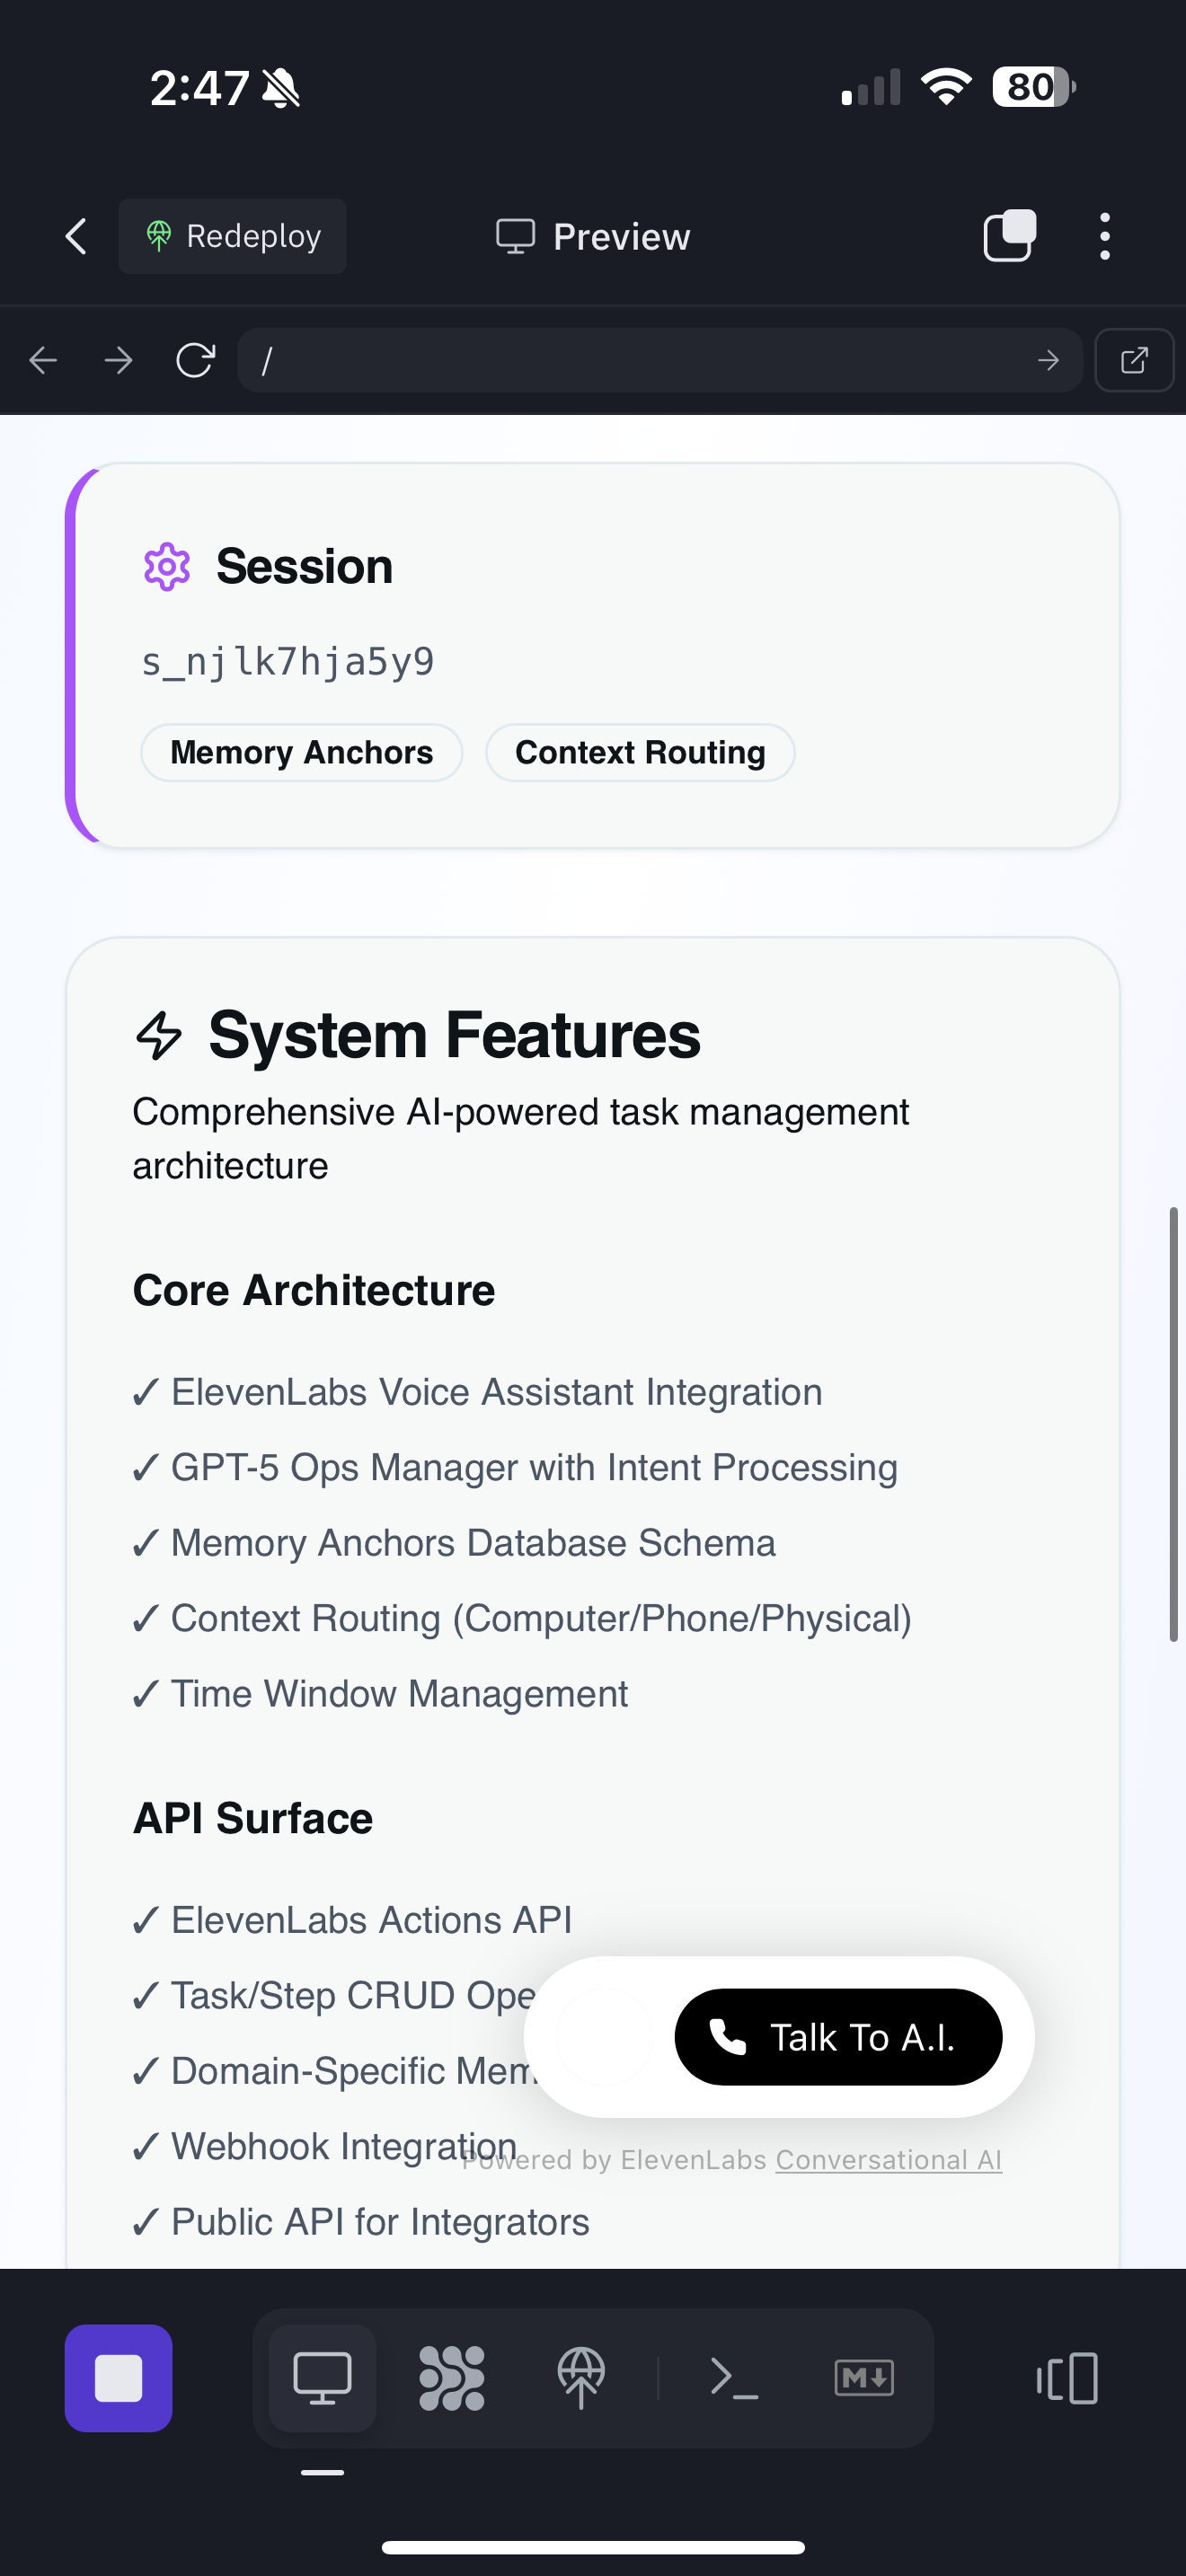 2:47
80
Redeploy
Preview
/
Session
s_njlk7hja5y9
Memory Anchors
Context Routing
System Features
Comprehensive AI-powered task management
architecture
Core Architecture
✓ ElevenLabs Voice Assistant Integration
✓ GPT-5 Ops Manager with Intent Processing
✓ Memory Anchors Database Schema
✓ Context Routing (Computer/Phone/Physical)
✓ Time Window Management
API Surface
✓ ElevenLabs Actions API
✓ Task/Step CRUD Ope
Talk To A.I.
✓ Domain-Specific Mem
✓ Webhook Integration
Powered by ElevenLabs Conversational AI
✓ Public API for Integrators
M